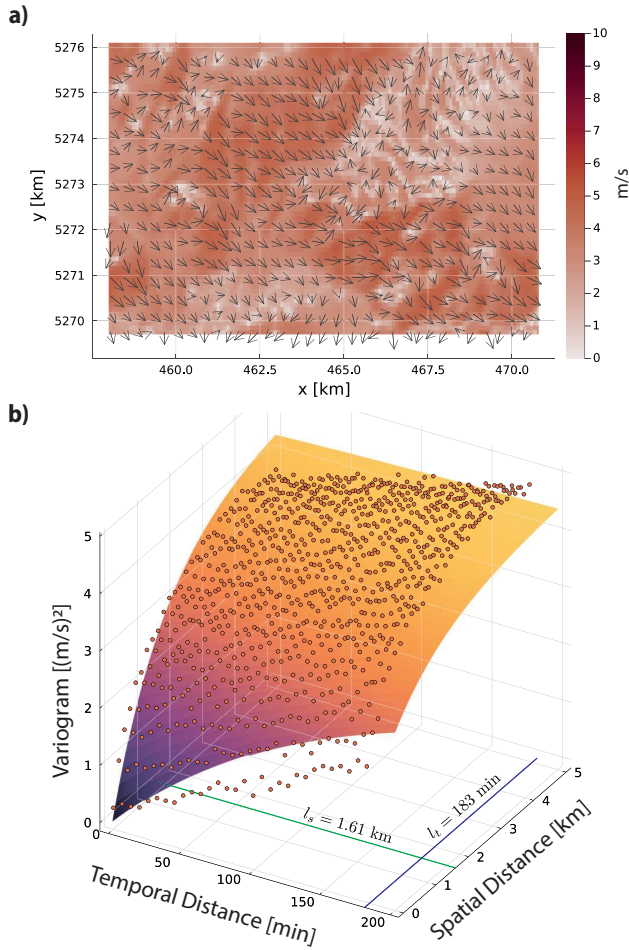 a)
5276
5275
5274
5273
5272
5271
5270
y [km]
460.0 462.5 465.0 467.5 470.0
x [km]
10
9
8
7
6
5
4
3
2
1
0
m/s
b)
5
4
3
2
1
0
Variogram [(m/s)²]
0 50 100 150 200
Temporal Distance [min]
0 1 2 3 4 5
Spatial Distance [km]
lₛ = 1.61 km
lₜ = 183 min